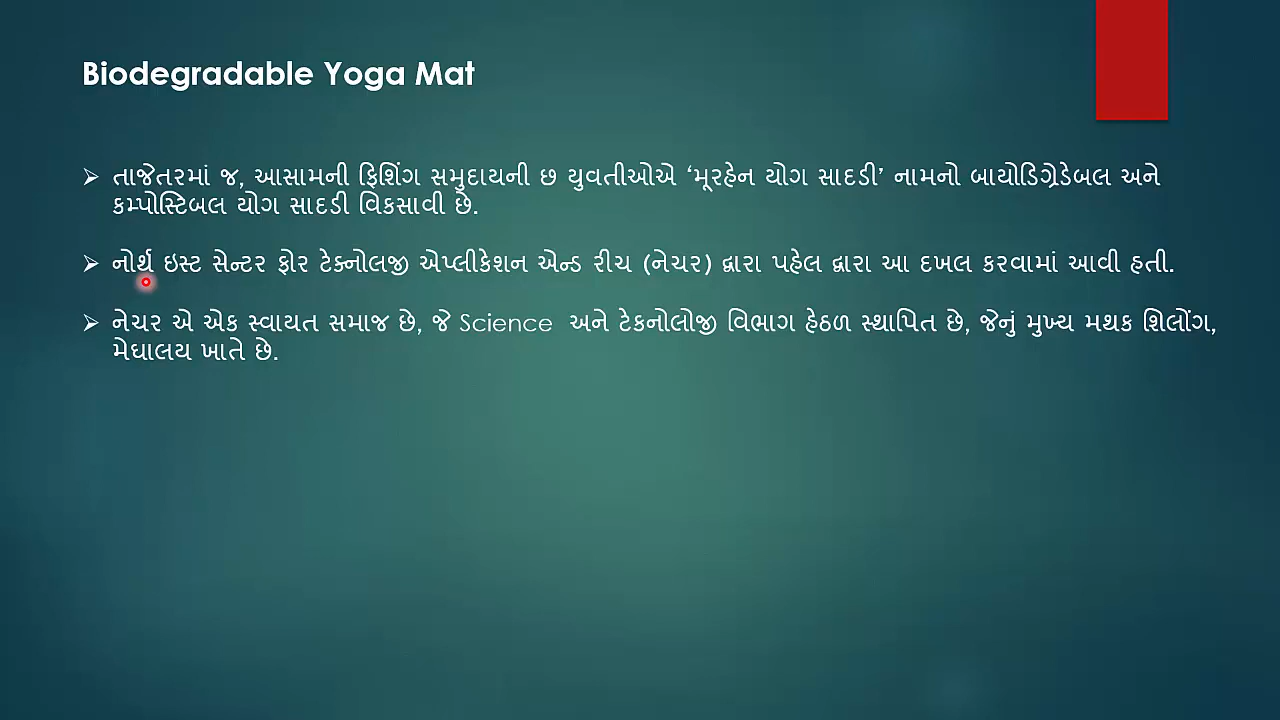 Biodegradable Yoga Mat
➢ તાજેતરમાં જ, આસામની ફિશિંગ સમુદાયની છ યુવતીઓએ ‘મૂરહેન યોગ સાદડી’ નામનો બાયોડિગ્રેડેબલ અને
કમ્પોસ્ટિબલ યોગ સાદડી વિકસાવી છે.
➢ નોર્થ ઇસ્ટ સેન્ટર ફોર ટેક્નોલજી એપ્લીકેશન એન્ડ રીચ (નેચર) દ્વારા પહેલ દ્વારા આ દખલ કરવામાં આવી હતી.
➢ નેચર એ એક સ્વાયત સમાજ છે, જે Science અને ટેકનોલોજી વિભાગ હેઠળ સ્થાપિત છે, જેનું મુખ્ય મથક શિલોંગ,
મેઘાલય ખાતે છે.